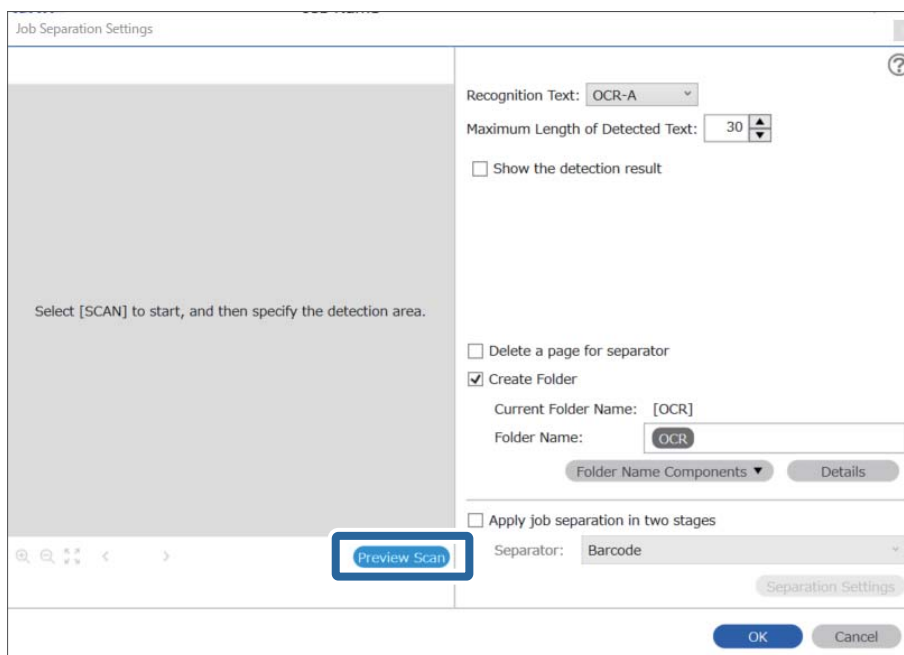 Job Separation Settings
Recognition Text: OCR-A
Maximum Length of Detected Text: 30
Show the detection result
Select [SCAN] to start, and then specify the detection area.
Delete a page for separator
Create Folder
Current Folder Name: [OCR]
Folder Name: OCR
Folder Name Components ▼ Details
Apply job separation in two stages
Preview Scan
Separator: Barcode
Separation Settings
OK Cancel